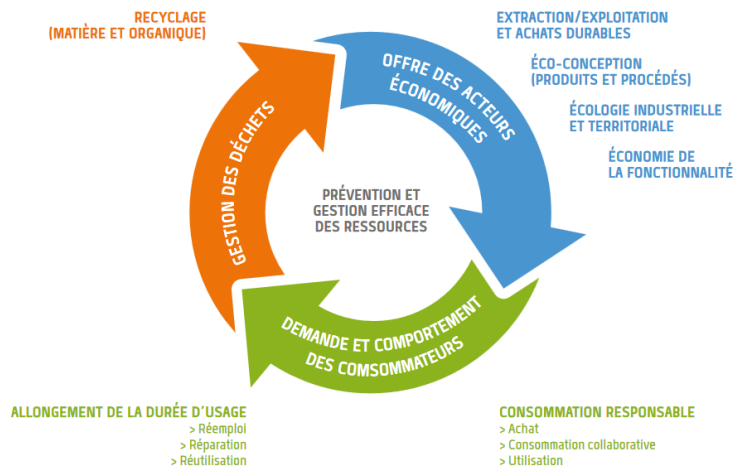 RECYCLAGE
(MATIÈRE ET ORGANIQUE)
EXTRACTION/EXPLOITATION
ET ACHATS DURABLES
ÉCO-CONCEPTION
(PRODUITS ET PROCÉDÉS)
ÉCOLOGIE INDUSTRIELLE
ET TERRITORIALE
ÉCONOMIE DE
LA FONCTIONNALITÉ
OFFRE DES ACTEURS
ÉCONOMIQUES
GESTION DES DÉCHETS
PRÉVENTION ET
GESTION EFFICACE
DES RESSOURCES
DEMANDE ET COMPORTEMENT
DES COMSOMMATEURS
ALLONGEMENT DE LA DURÉE D'USAGE
> Réemploi
> Réparation
> Réutilisation
CONSOMMATION RESPONSABLE
> Achat
> Consommation collaborative
> Utilisation